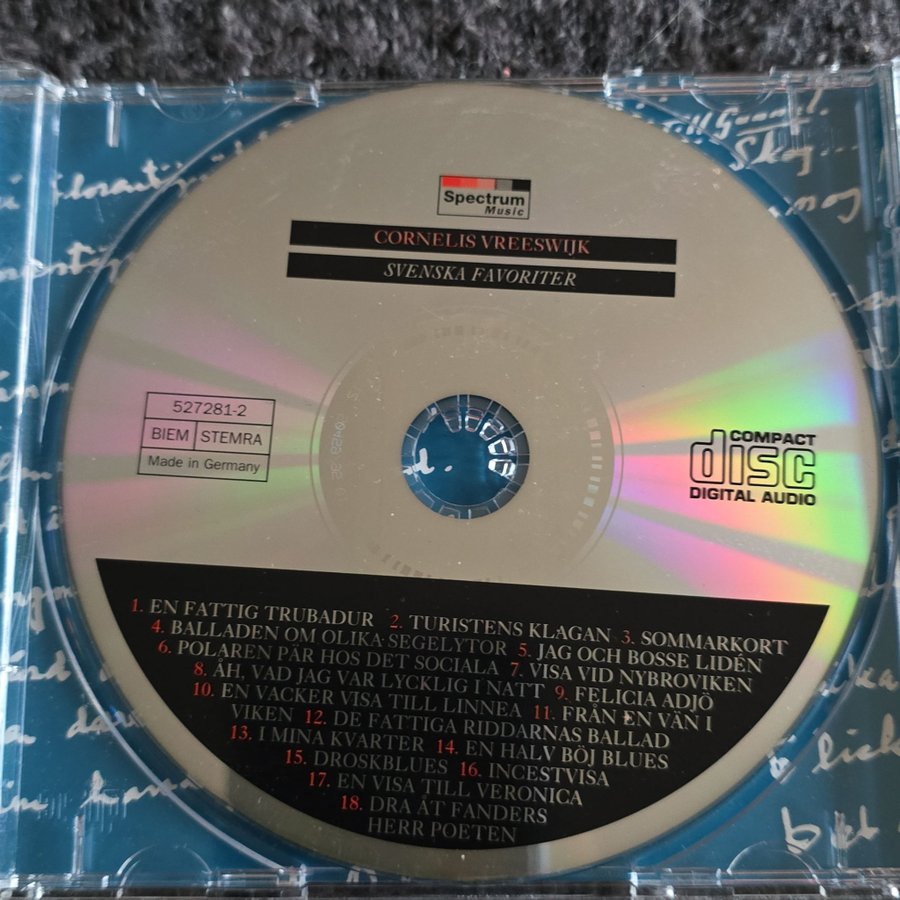 Spectrum
Music
CORNELIS VREESWIJK
SVENSKA FAVORITER
527281-2
BIEM STEMRA
Made in Germany
COMPACT
disc
DIGITAL AUDIO
1. EN FATTIG TRUBADUR 2. TURISTENS KLAGAN 3. SOMMARKORT
4. BALLADEN OM OLIKA SEGELYTOR 5. JAG OCH BOSSE LIDÉN
6. POLAREN PÄR HOS DET SOCIALA 7. VISA VID NYBROVIKEN
8. ÅH, VAD JAG VAR LYCKLIG I NATT 9. FELICIA ADJÖ
10. EN VACKER VISA TILL LINNEA 11. FRÅN EN VÄN I
VIKEN 12. DE FATTIGA RIDDARNAS BALLAD
13. I MINA KVARTER 14. EN HALV BÖJ BLUES
15. DROSKBLUES 16. INCESTVISA
17. EN VISA TILL VERONICA
18. DRA ÅT FANDERS
HERR POETEN